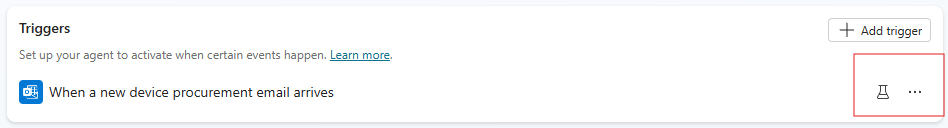 Triggers
Add trigger
Set up your agent to activate when certain events happen. Learn more.
When a new device procurement email arrives